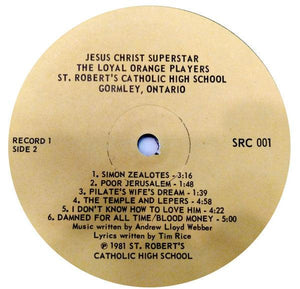 JESUS CHRIST SUPERSTAR
THE LOYAL ORANGE PLAYERS
ST. ROBERT'S CATHOLIC HIGH SCHOOL
GORMLEY, ONTARIO
RECORD 1
SIDE 2
SRC 001
1. SIMON ZEALOTES - 3:16
2. POOR JERUSALEM - 1:48
3. PILATE'S WIFE'S DREAM - 1:39
4. THE TEMPLE AND LEPERS - 4:58
5. I DON'T KNOW HOW TO LOVE HIM - 4:22
6. DAMNED FOR ALL TIME/BLOOD MONEY - 5:00
Music written by Andrew Lloyd Webber
Lyrics written by Tim Rice
℗ 1981 ST. ROBERT'S
CATHOLIC HIGH SCHOOL